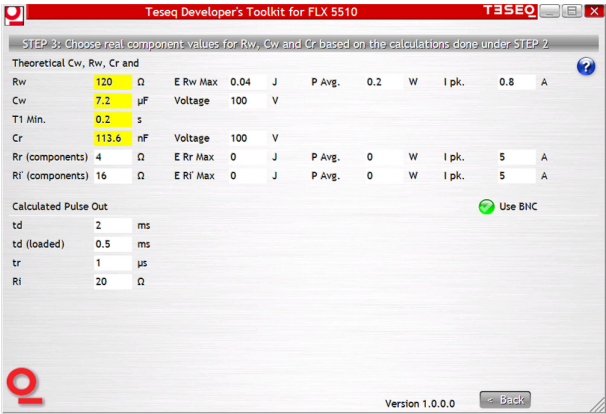 Teseq Developer's Toolkit for FLX 5510
TESEQ
STEP 3: Choose real component values for Rw, Cw and Cr based on the calculations done under STEP 2
Theoretical Cw, Rw, Cr and
Rw 120 Ω E Rw Max 0.04 J P Avg. 0.2 W I pk. 0.8 A
Cw 7.2 µF Voltage 100 V
T1 Min. 0.2 s
Cr 113.6 nF Voltage 100 V
Rr (components) 4 Ω E Rr Max 0 J P Avg. 0 W I pk. 5 A
Ri' (components) 16 Ω E Ri' Max 0 J P Avg. 0 W I pk. 5 A
Calculated Pulse Out
Use BNC
td 2 ms
td (loaded) 0.5 ms
tr 1 µs
Ri 20 Ω
Version 1.0.0.0
< Back